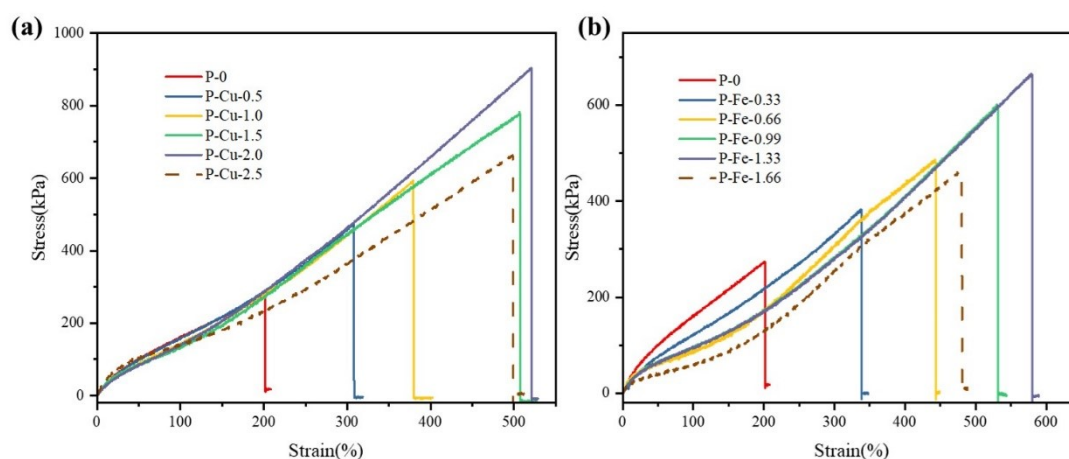 (a)
1000
800
600
400
200
0
Stress(kPa)
P-0
P-Cu-0.5
P-Cu-1.0
P-Cu-1.5
P-Cu-2.0
P-Cu-2.5
0 100 200 300 400 500
Strain(%)
(b)
600
400
200
0
Stress(kPa)
P-0
P-Fe-0.33
P-Fe-0.66
P-Fe-0.99
P-Fe-1.33
P-Fe-1.66
0 100 200 300 400 500 600
Strain(%)